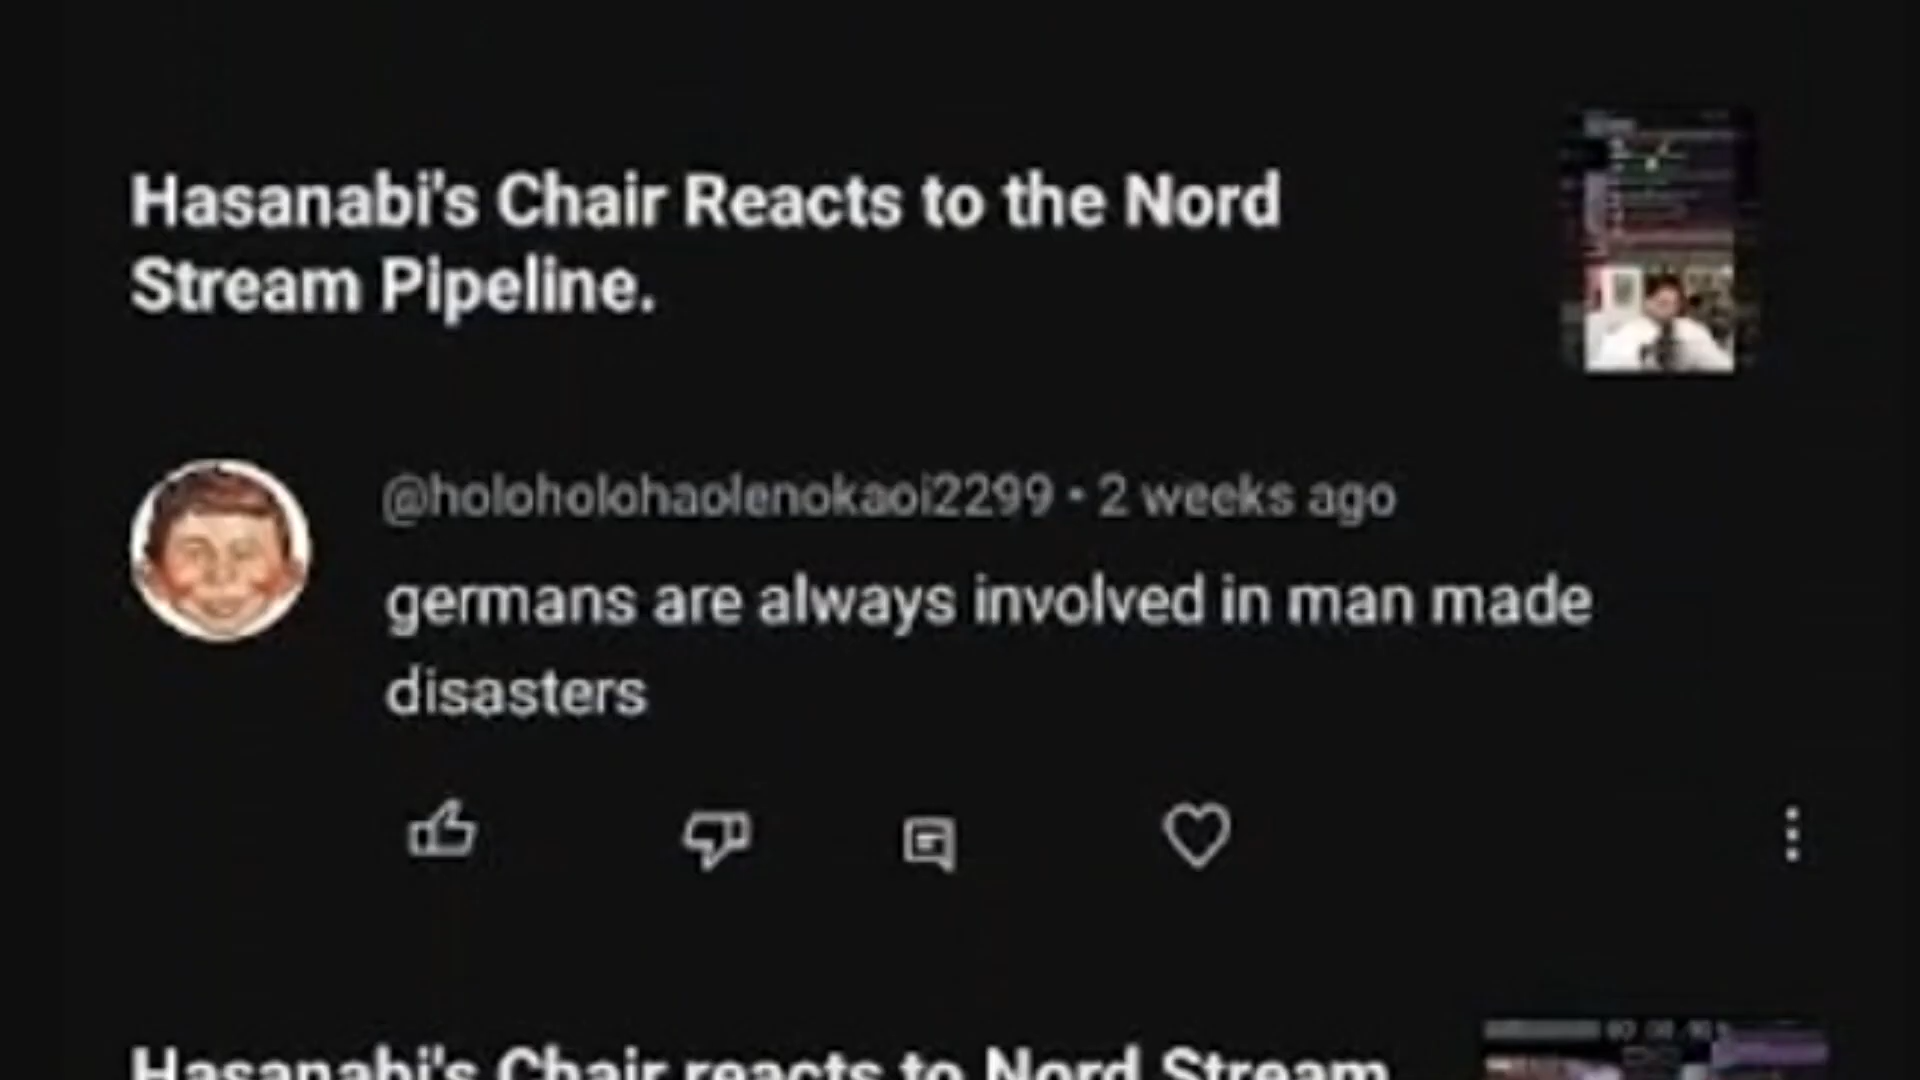 Hasanabi's Chair Reacts to the Nord
Stream Pipeline.
@holoholohaolenokaoi2299 • 2 weeks ago
germans are always involved in man made
disasters
Hasanabi's Chair reacts to Nord Stream